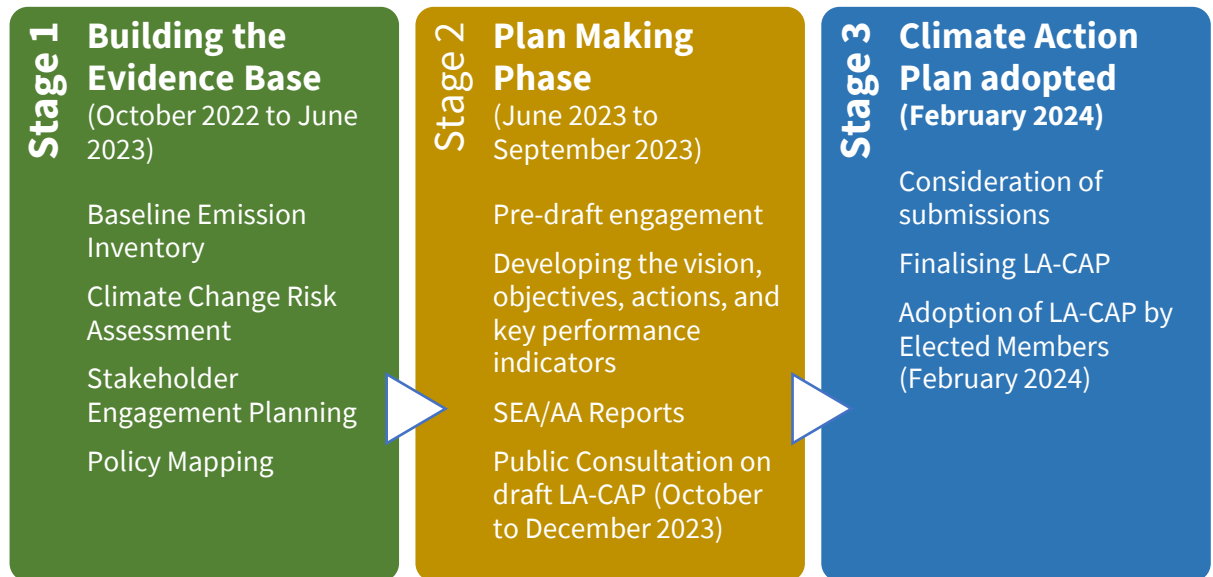 Stage 1
Building the
Evidence Base
(October 2022 to June
2023)
Baseline Emission
Inventory
Climate Change Risk
Assessment
Stakeholder
Engagement Planning
Policy Mapping
Stage 2
Plan Making
Phase
(June 2023 to
September 2023)
Pre-draft engagement
Developing the vision,
objectives, actions, and
key performance
indicators
SEA/AA Reports
Public Consultation on
draft LA-CAP (October
to December 2023)
Stage 3
Climate Action
Plan adopted
(February 2024)
Consideration of
submissions
Finalising LA-CAP
Adoption of LA-CAP by
Elected Members
(February 2024)